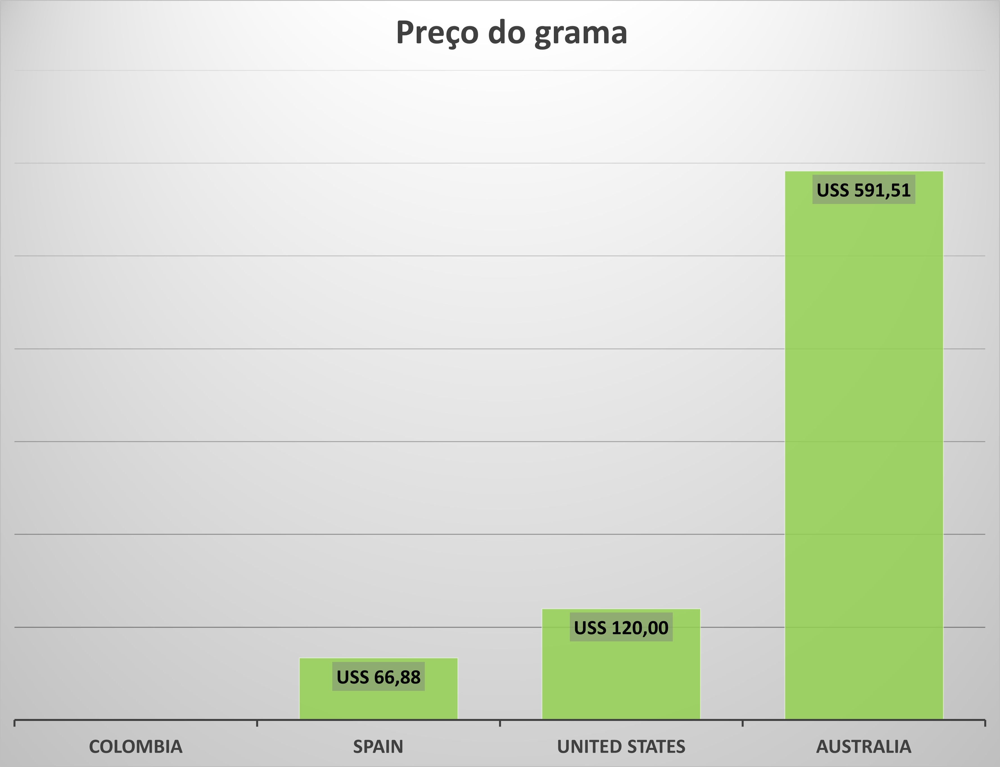 Preço do grama
USS 591,51
USS 120,00
USS 66,88
COLOMBIA SPAIN UNITED STATES AUSTRALIA